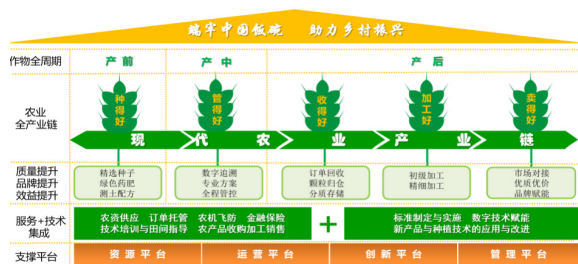 端牢中国饭碗 助力乡村振兴
作物全周期
产前
产中
产后
农业
全产业链
种得好
管得好
收得好
加工好
卖得好
现代农业产业链
质量提升
品牌提升
效益提升
精选种子
绿色药肥
测土配方
数字追溯
专业方案
全程管控
订单回收
颗粒归仓
分质存储
初级加工
精细加工
市场对接
优质优价
品牌赋能
服务+技术
集成
农资供应 订单托管 农机飞防 金融保险
技术培训与田间指导 农产品收购加工销售
+
标准制定与实施 数字技术赋能
新产品与种植技术的应用与改进
支撑平台
资源平台
运营平台
创新平台
管理平台